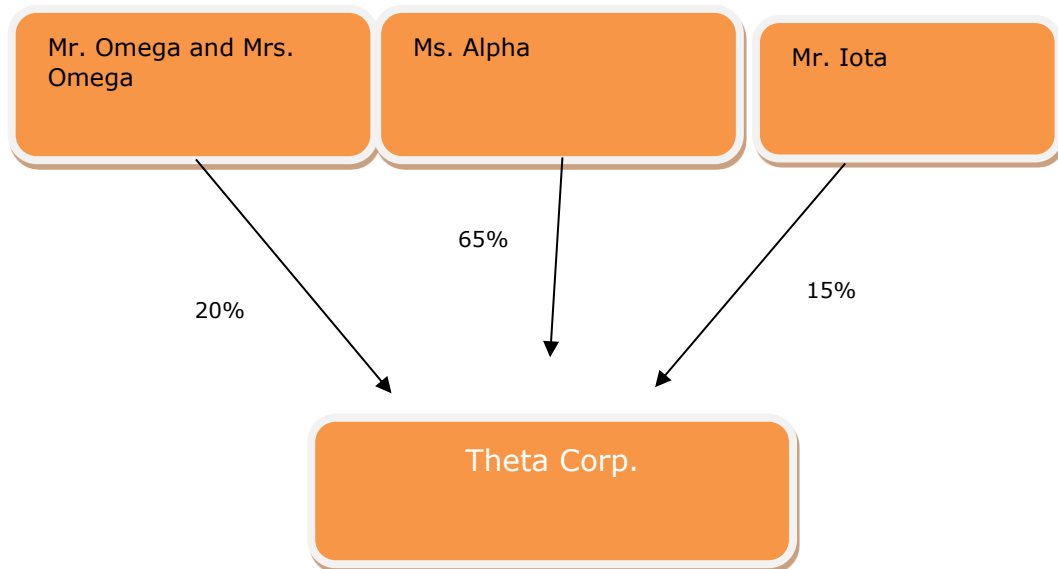 Mr. Omega and Mrs.
Omega
Ms. Alpha
Mr. Iota
65%
20%
15%
Theta Corp.